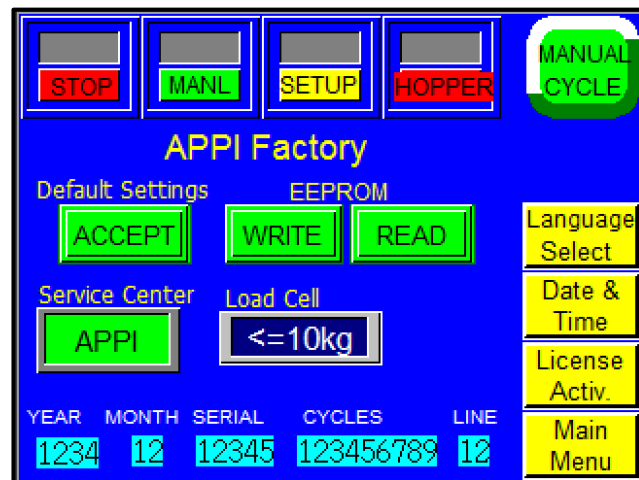 STOP MANL SETUP HOPPER
MANUAL
CYCLE
APPI Factory
Default Settings EEPROM
ACCEPT WRITE READ
Language
Select
Service Center Load Cell
APPI <=10kg
Date &
Time
License
Activ.
YEAR MONTH SERIAL CYCLES LINE
1234 12 12345 123456789 12
Main
Menu